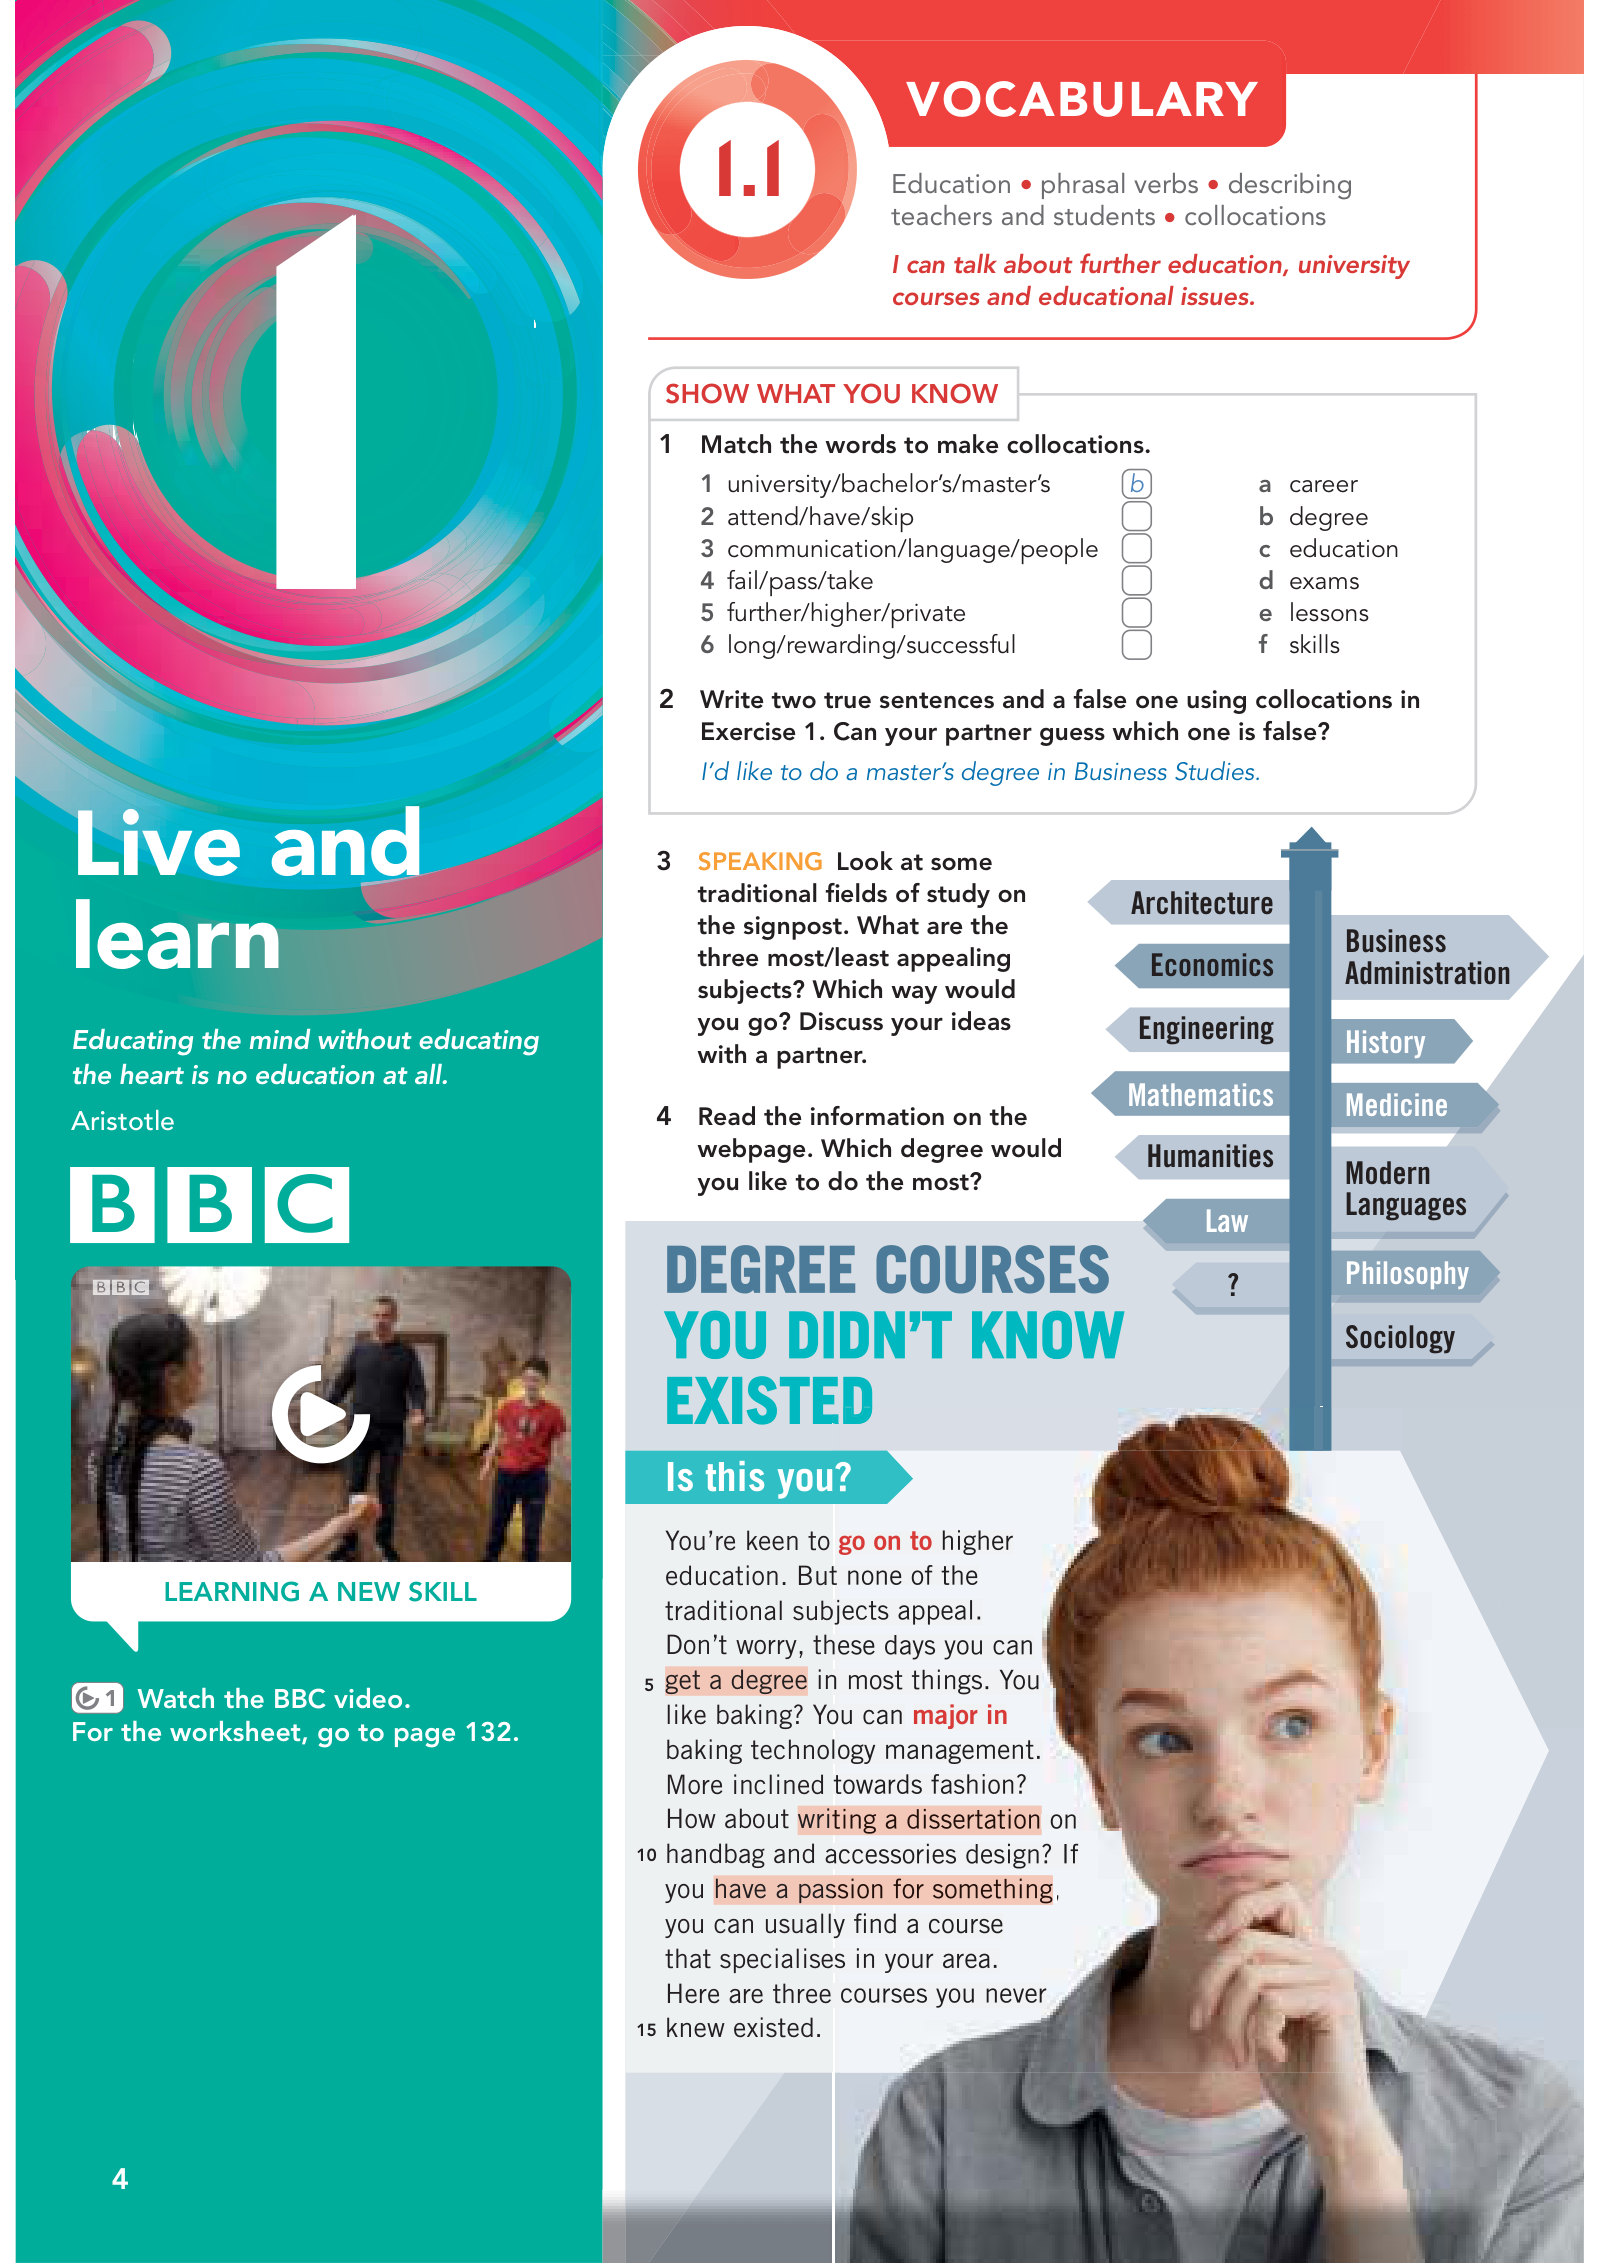 1
Live and
learn
Educating the mind without educating
the heart is no education at all.
Aristotle
BBC
BBC
LEARNING A NEW SKILL
1 Watch the BBC video.
For the worksheet, go to page 132.
4
1.1
VOCABULARY
Education • phrasal verbs • describing
teachers and students • collocations
I can talk about further education, university
courses and educational issues.
SHOW WHAT YOU KNOW
1 Match the words to make collocations.
1 university/bachelor's/master's b a career
2 attend/have/skip b degree
3 communication/language/people c education
4 fail/pass/take d exams
5 further/higher/private e lessons
6 long/rewarding/successful f skills
2 Write two true sentences and a false one using collocations in
Exercise 1. Can your partner guess which one is false?
I'd like to do a master's degree in Business Studies.
3 SPEAKING Look at some
traditional fields of study on
the signpost. What are the
three most/least appealing
subjects? Which way would
you go? Discuss your ideas
with a partner.
4 Read the information on the
webpage. Which degree would
you like to do the most?
Architecture
Economics
Engineering
Mathematics
Humanities
Law
?
Business
Administration
History
Medicine
Modern
Languages
Philosophy
Sociology
DEGREE COURSES
YOU DIDN'T KNOW
EXISTED
Is this you?
You're keen to go on to higher
education. But none of the
traditional subjects appeal.
Don't worry, these days you can
5 get a degree in most things. You
like baking? You can major in
baking technology management.
More inclined towards fashion?
How about writing a dissertation on
10 handbag and accessories design? If
you have a passion for something,
you can usually find a course
that specialises in your area.
Here are three courses you never
15 knew existed.